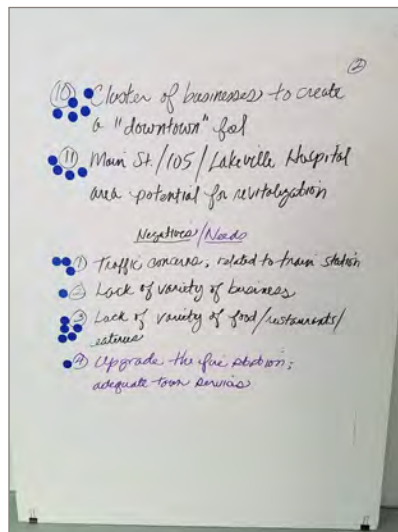 ②
⑩ Cluster of businesses to create
a "downtown" feel
⑪ Main St./105/Lakeville Hospital
area potential for revitalization
Negatives/Needs
① Traffic concerns, related to train station
② Lack of variety of business
③ Lack of variety of food/restaurants/
eateries
④ Upgrade the fire station;
adequate town services